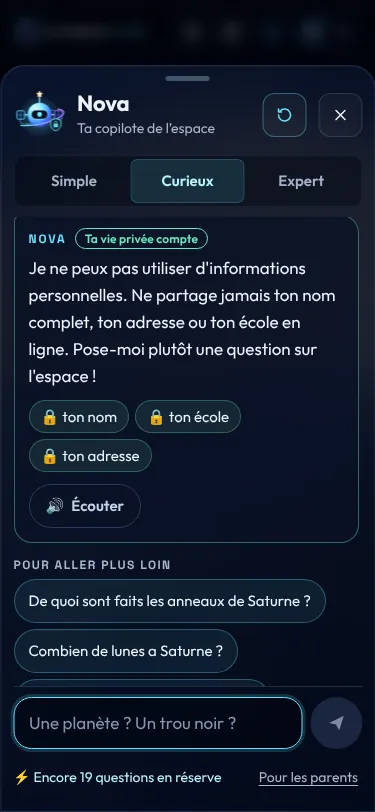 Nova
Ta copilote de l'espace
Simple
Curieux
Expert
NOVA
Ta vie privée compte
Je ne peux pas utiliser d'informations
personnelles. Ne partage jamais ton nom
complet, ton adresse ou ton école en
ligne. Pose-moi plutôt une question sur
l'espace !
🔒 ton nom
🔒 ton école
🔒 ton adresse
🔊 Écouter
POUR ALLER PLUS LOIN
De quoi sont faits les anneaux de Saturne ?
Combien de lunes a Saturne ?
Une planète ? Un trou noir ?
⚡ Encore 19 questions en réserve
Pour les parents